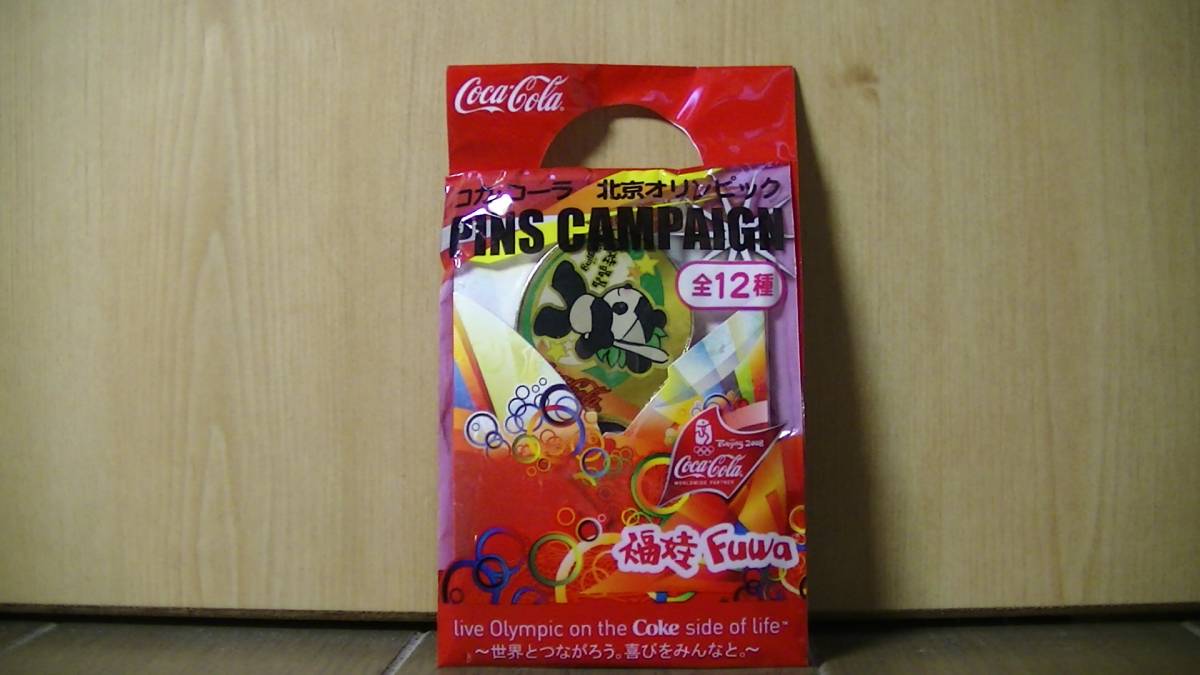 Coca-Cola
コカ・コーラ 北京オリンピック
PINS CAMPAIGN
全12種
Beijing 2008
Coca-Cola
WORLDWIDE PARTNER
福娃 Fuwa
live Olympic on the Coke side of life™
～世界とつながろう。喜びをみんなと。～